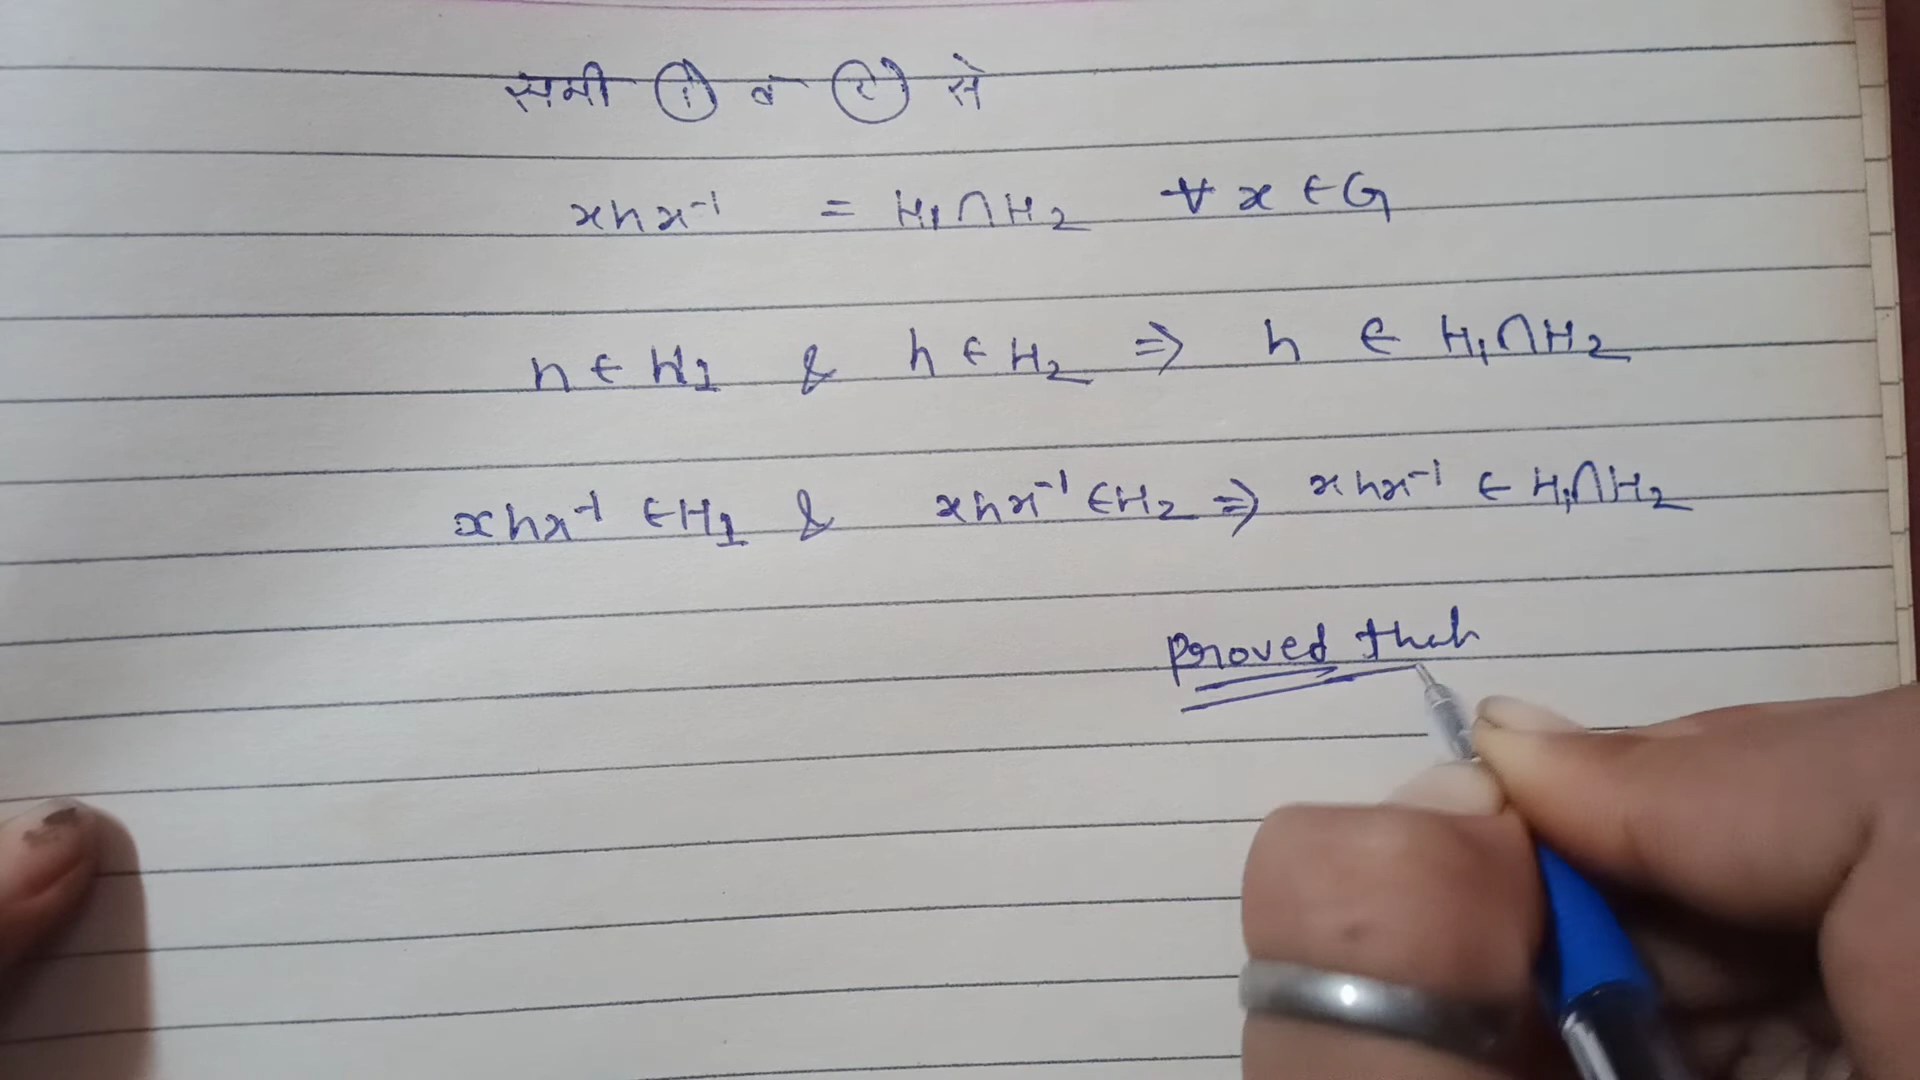 समी ① व ② से
xhx⁻¹ = H₁∩H₂ ∀ x ∈ G
h ∈ H₁ & h ∈ H₂ ⇒ h ∈ H₁∩H₂
xhx⁻¹ ∈ H₁ & xhx⁻¹ ∈ H₂ ⇒ xhx⁻¹ ∈ H₁∩H₂
Proved that